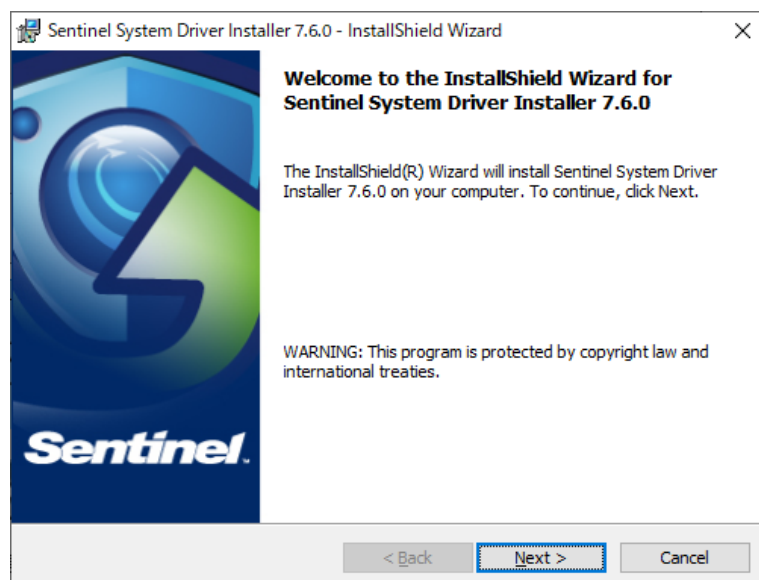 Sentinel System Driver Installer 7.6.0 - InstallShield Wizard
Welcome to the InstallShield Wizard for
Sentinel System Driver Installer 7.6.0
The InstallShield(R) Wizard will install Sentinel System Driver
Installer 7.6.0 on your computer. To continue, click Next.
WARNING: This program is protected by copyright law and
international treaties.
Sentinel.
< Back
Next >
Cancel